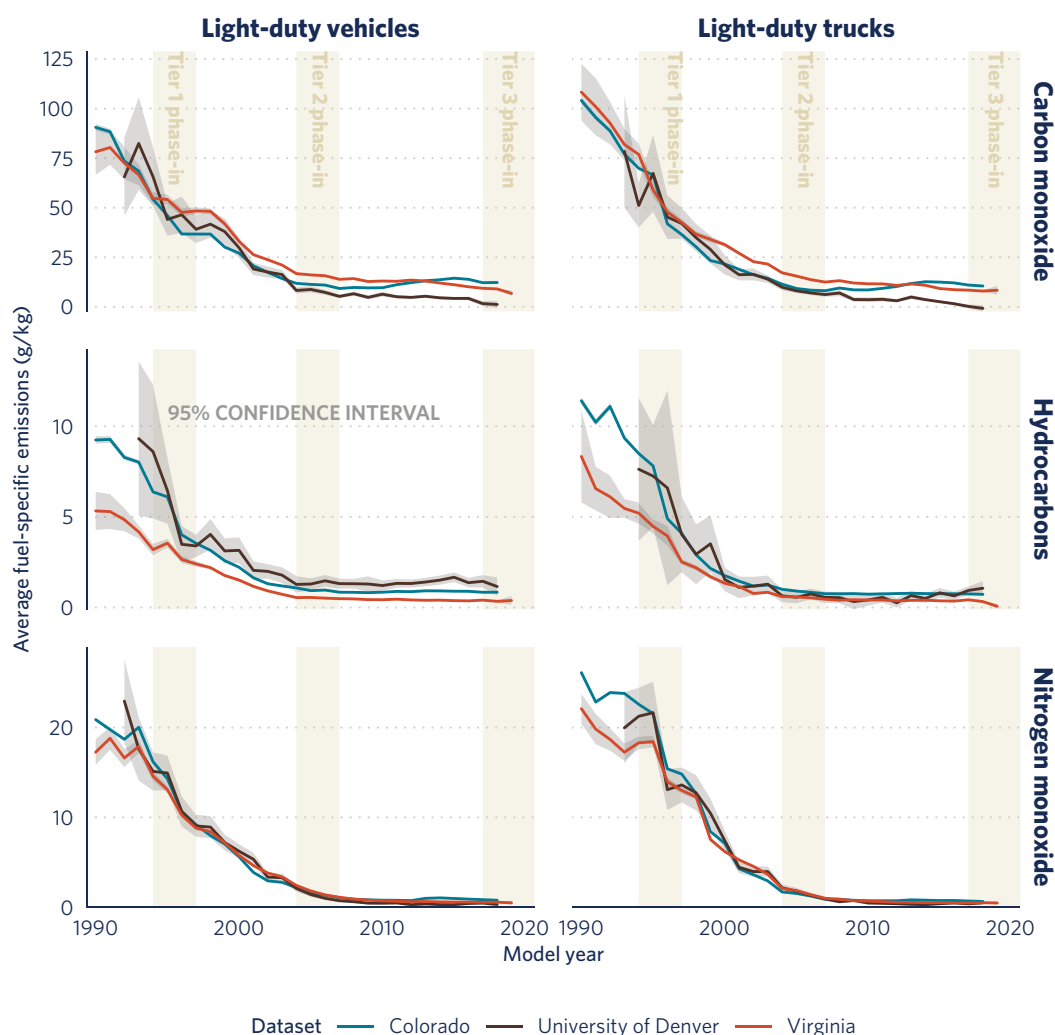 Light-duty vehicles
Light-duty trucks
125
100
75
50
25
0
Tier 1 phase-in
Tier 2 phase-in
Tier 3 phase-in
Tier 1 phase-in
Tier 2 phase-in
Tier 3 phase-in
Carbon monoxide
Average fuel-specific emissions (g/kg)
10
5
0
95% CONFIDENCE INTERVAL
Hydrocarbons
20
10
0
Nitrogen monoxide
1990
2000
2010
2020
1990
2000
2010
2020
Model year
Dataset
Colorado
University of Denver
Virginia